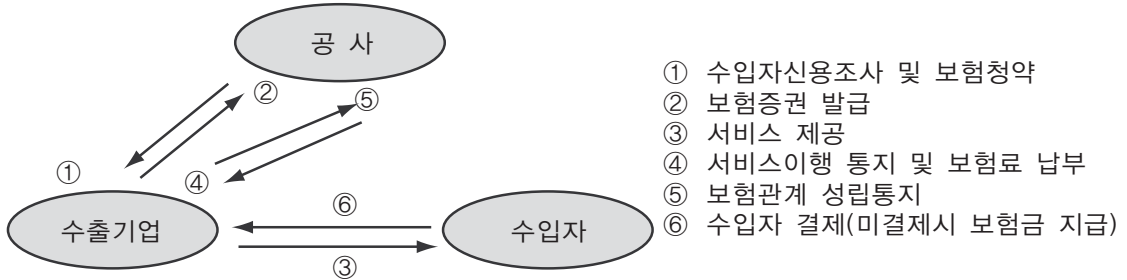 공 사
②
⑤
①
④
수출기업
⑥
③
수입자
① 수입자신용조사 및 보험청약
② 보험증권 발급
③ 서비스 제공
④ 서비스이행 통지 및 보험료 납부
⑤ 보험관계 성립통지
⑥ 수입자 결제(미결제시 보험금 지급)